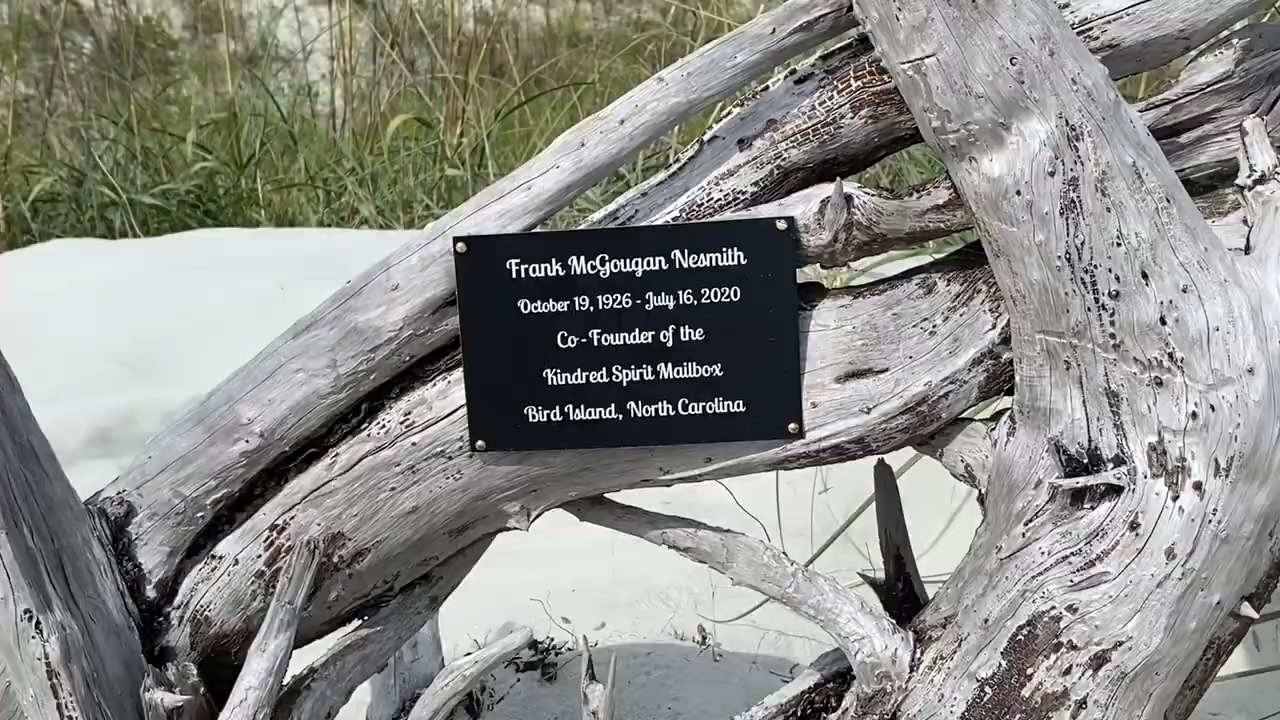 Frank McGougan Nesmith
October 19, 1926 - July 16, 2020
Co-Founder of the
Kindred Spirit Mailbox
Bird Island, North Carolina